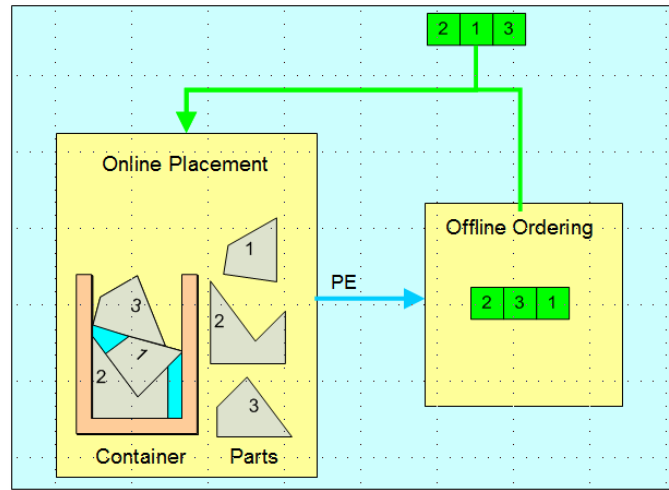 2 1 3
Online Placement
Offline Ordering
1
2
3
3
1
2
PE
2 3 1
Container
Parts